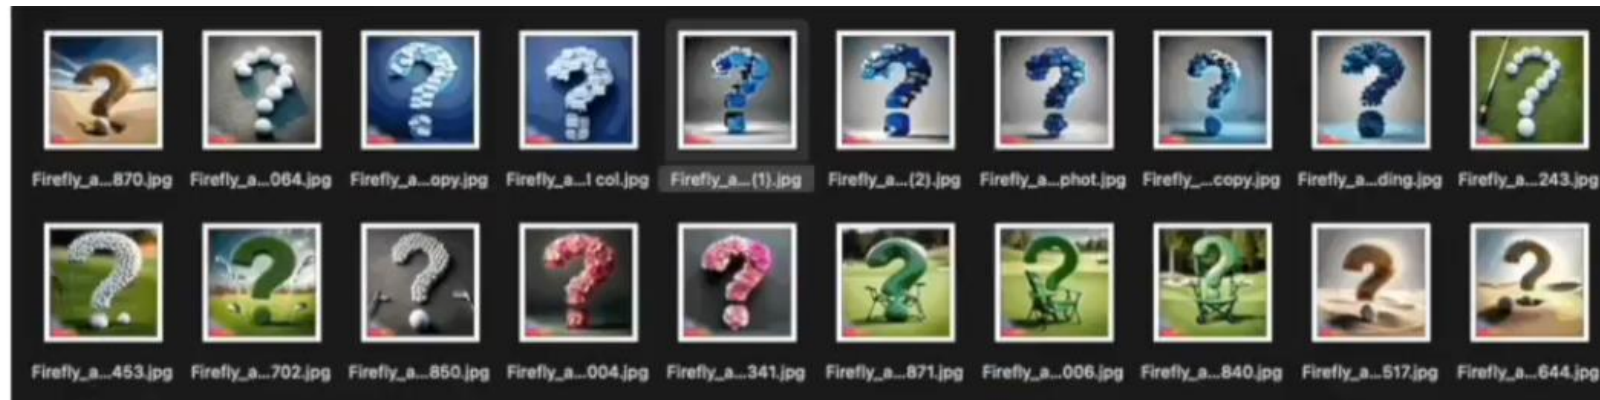 Firefly_a...870.jpg Firefly_a...064.jpg Firefly_a...opy.jpg Firefly_a...l col.jpg Firefly_a...(1).jpg Firefly_a...(2).jpg Firefly_a...phot.jpg Firefly_...copy.jpg Firefly_a...ding.jpg Firefly_a...243.jpg
Firefly_a...453.jpg Firefly_a...702.jpg Firefly_a...850.jpg Firefly_a...004.jpg Firefly_a...341.jpg Firefly_a...871.jpg Firefly_a...006.jpg Firefly_a...840.jpg Firefly_a...517.jpg Firefly_a...644.jpg